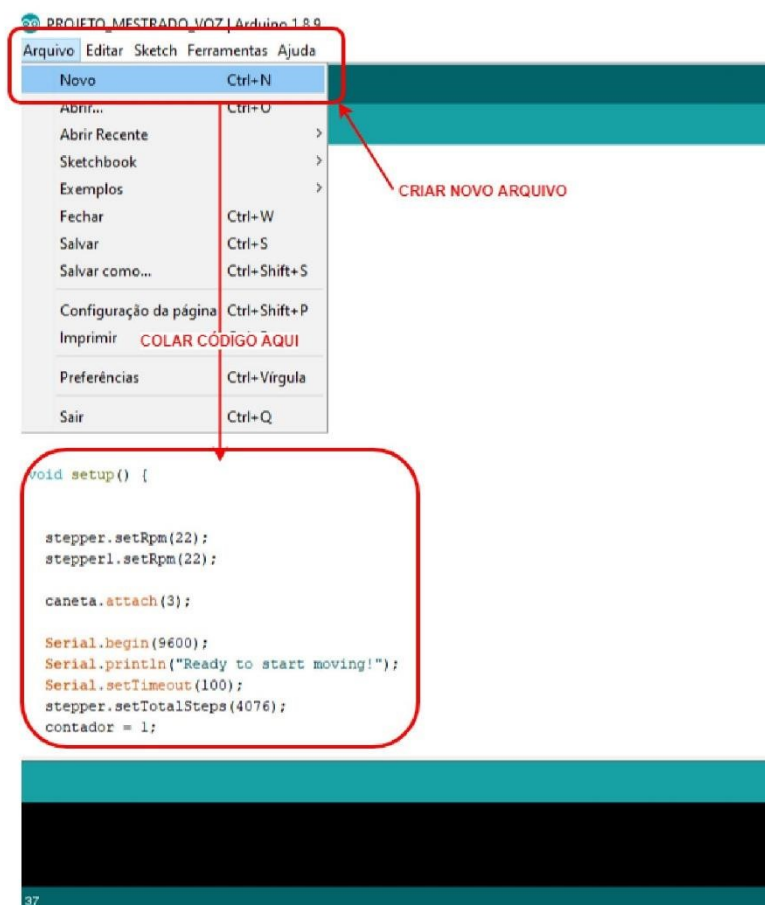 PROJETO_MESTRADO_VOZ | Arduino 1.8.9
Arquivo Editar Sketch Ferramentas Ajuda
Novo Ctrl+N
Abrir... Ctrl+O
Abrir Recente >
Sketchbook >
Exemplos >
CRIAR NOVO ARQUIVO
Fechar Ctrl+W
Salvar Ctrl+S
Salvar como... Ctrl+Shift+S
Configuração da página Ctrl+Shift+P
Imprimir
COLAR CÓDIGO AQUI
Preferências Ctrl+Vírgula
Sair Ctrl+Q
void setup() {
stepper.setRpm(22);
stepper1.setRpm(22);
caneta.attach(3);
Serial.begin(9600);
Serial.println("Ready to start moving!");
Serial.setTimeout(100);
stepper.setTotalSteps(4076);
contador = 1;
37